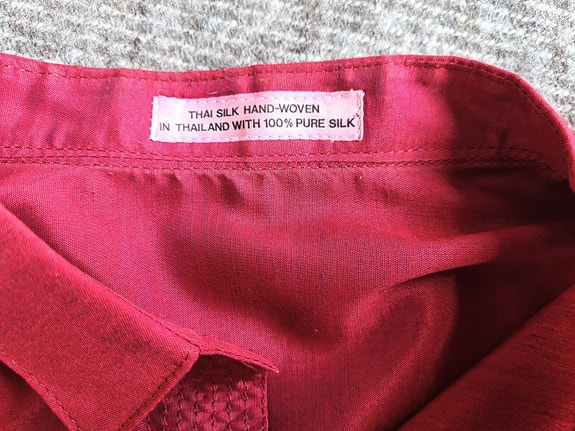 THAI SILK HAND-WOVEN
IN THAILAND WITH 100% PURE SILK